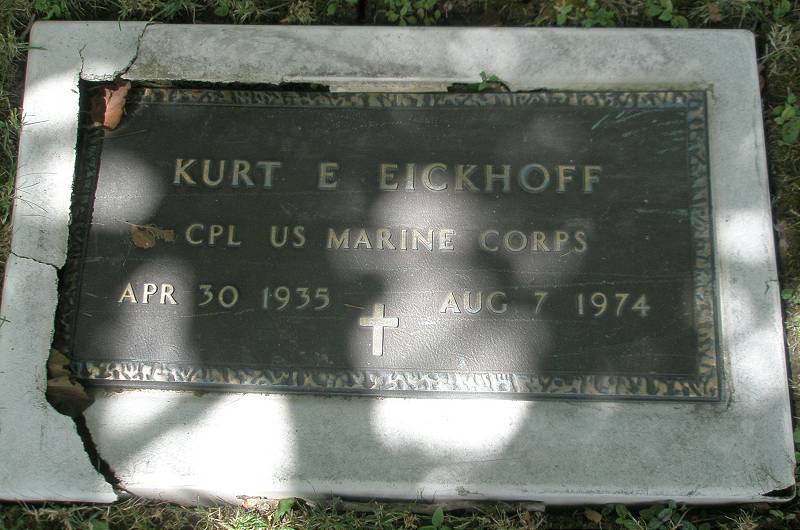 KURT E EICKHOFF
CPL US MARINE CORPS
APR 30 1935 AUG 7 1974